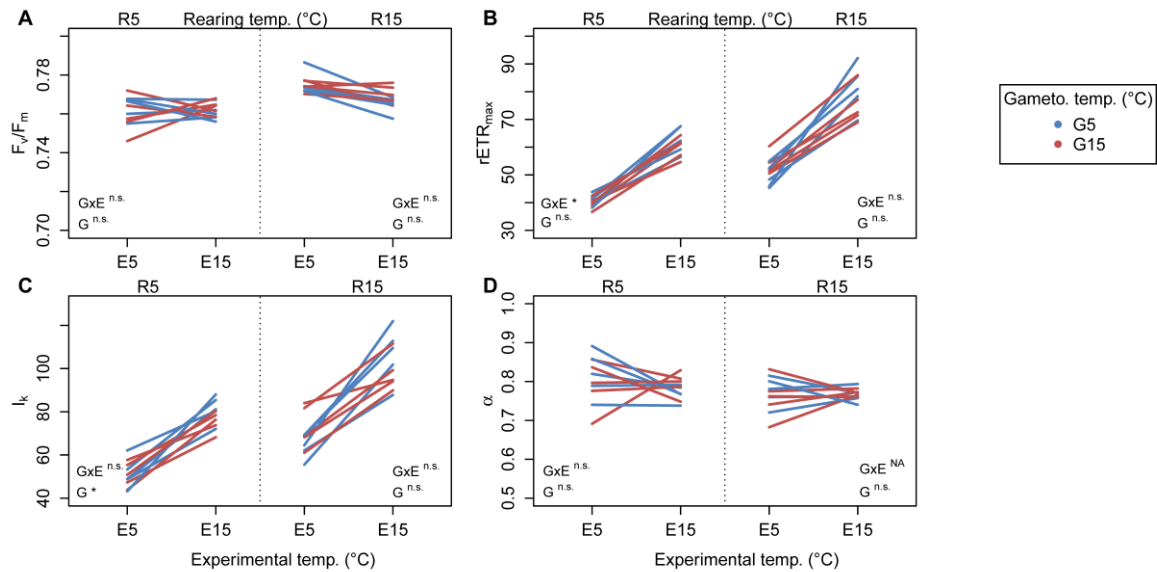 A Rearing temp. (°C) B Rearing temp. (°C)
R5 R15 R5 R15
Fv/Fm
0.78
0.74
0.70
GxE n.s.
G n.s.
GxE n.s.
G n.s.
E5 E15 E5 E15
rETRmax
90
70
50
30
GxE *
G n.s.
GxE n.s.
G n.s.
E5 E15 E5 E15
Gameto. temp. (°C)
G5
G15
C R5 R15
Ik
100
80
60
40
GxE n.s.
G *
GxE n.s.
G n.s.
E5 E15 E5 E15
Experimental temp. (°C)
D R5 R15
α
1.0
0.9
0.8
0.7
0.6
0.5
GxE n.s.
G n.s.
GxE NA
G n.s.
E5 E15 E5 E15
Experimental temp. (°C)